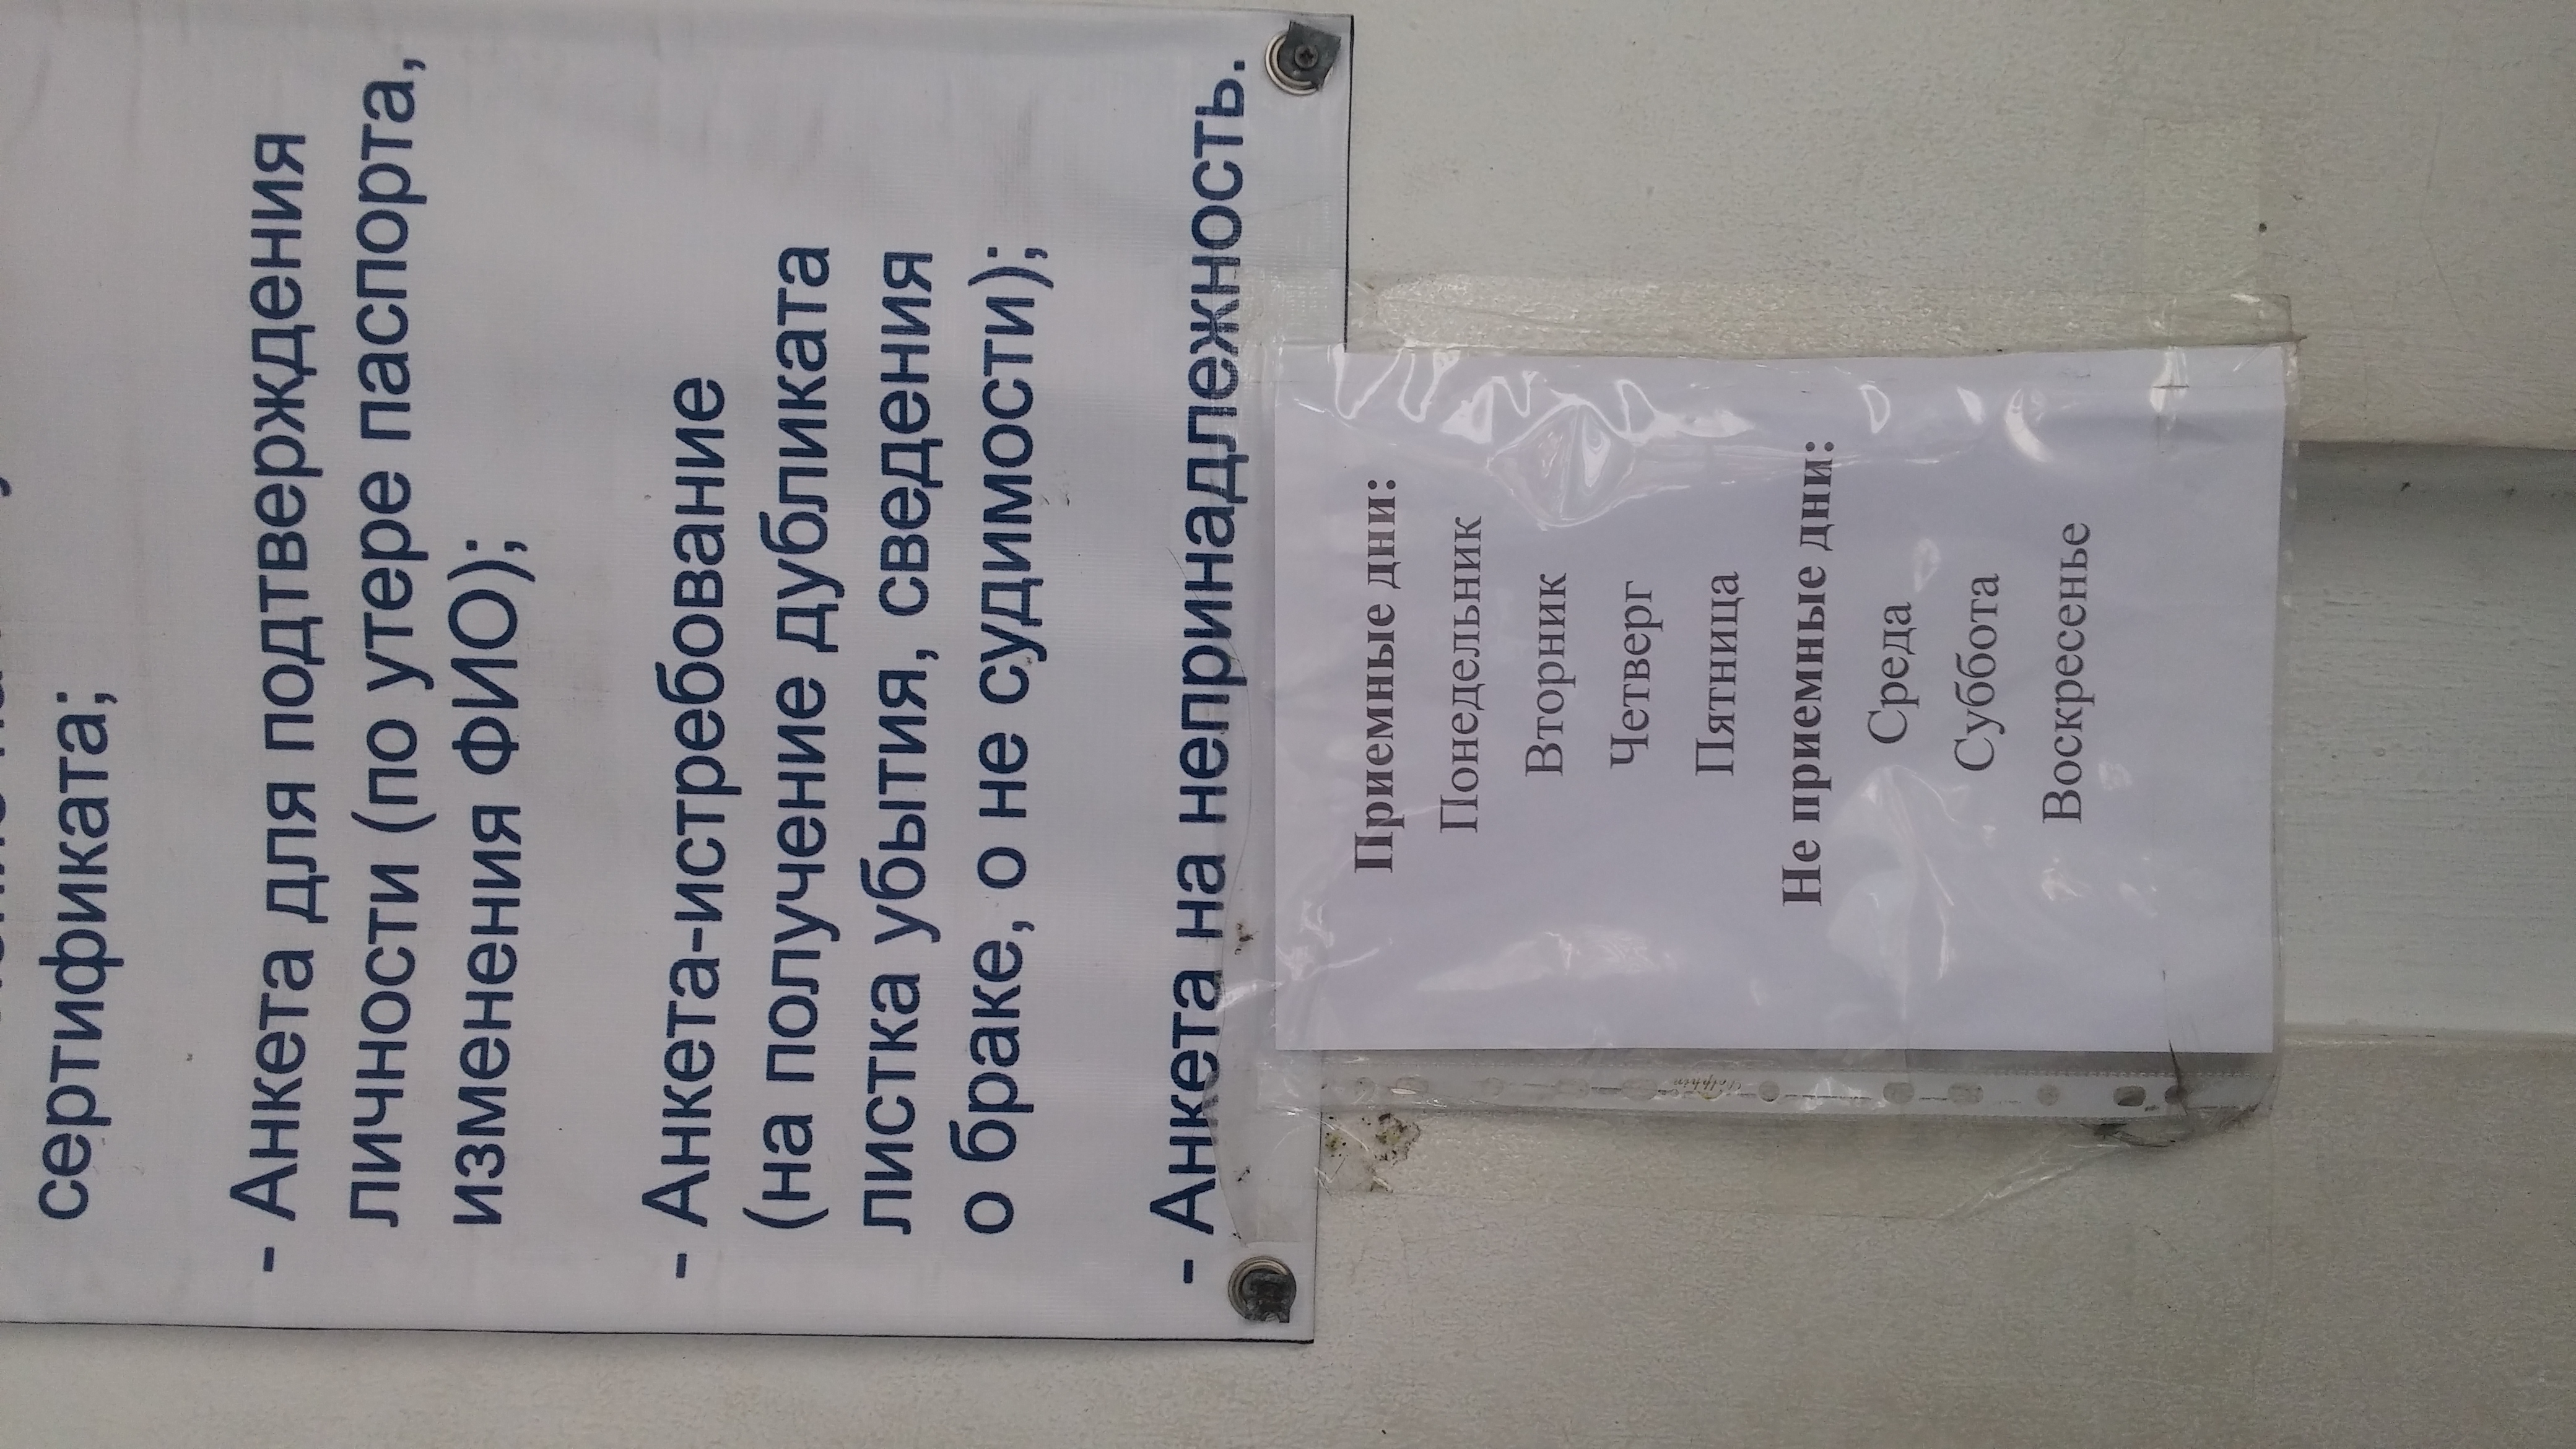 сертификата;
- Анкета для подтверждения
личности (по утере паспорта,
изменения ФИО);
- Анкета-истребование
(на получение дубликата
листка убытия, сведения
о браке, о не судимости);
- Анкета на непринадлежность.
Приемные дни:
Понедельник
Вторник
Четверг
Пятница
Не приемные дни:
Среда
Суббота
Воскресенье